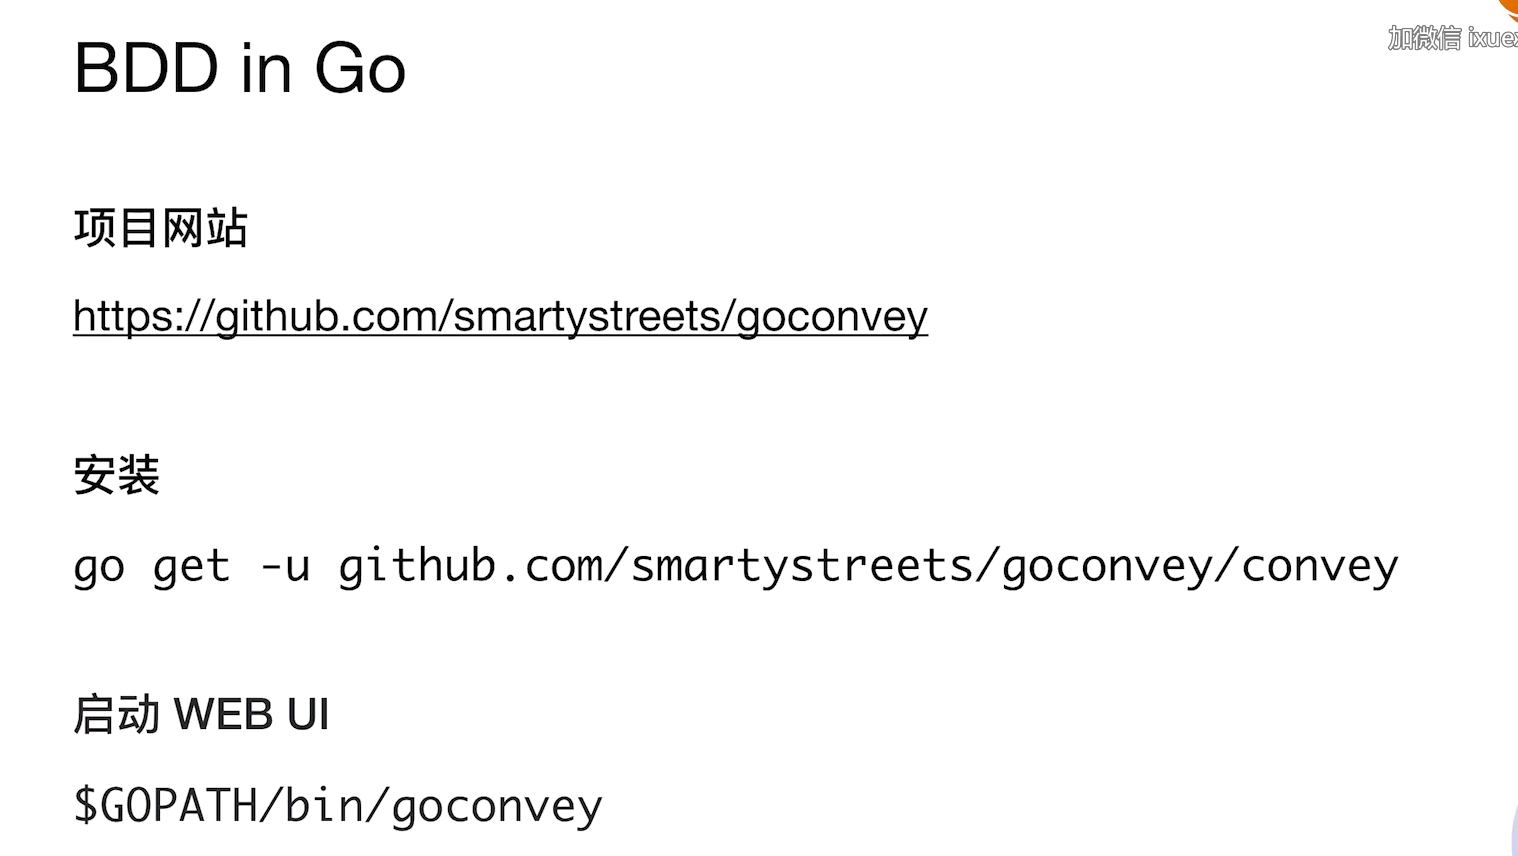 BDD in Go
加微信
项目网站
https://github.com/smartystreets/goconvey
安装
go get -u github.com/smartystreets/goconvey/convey
启动 WEB UI
$GOPATH/bin/goconvey